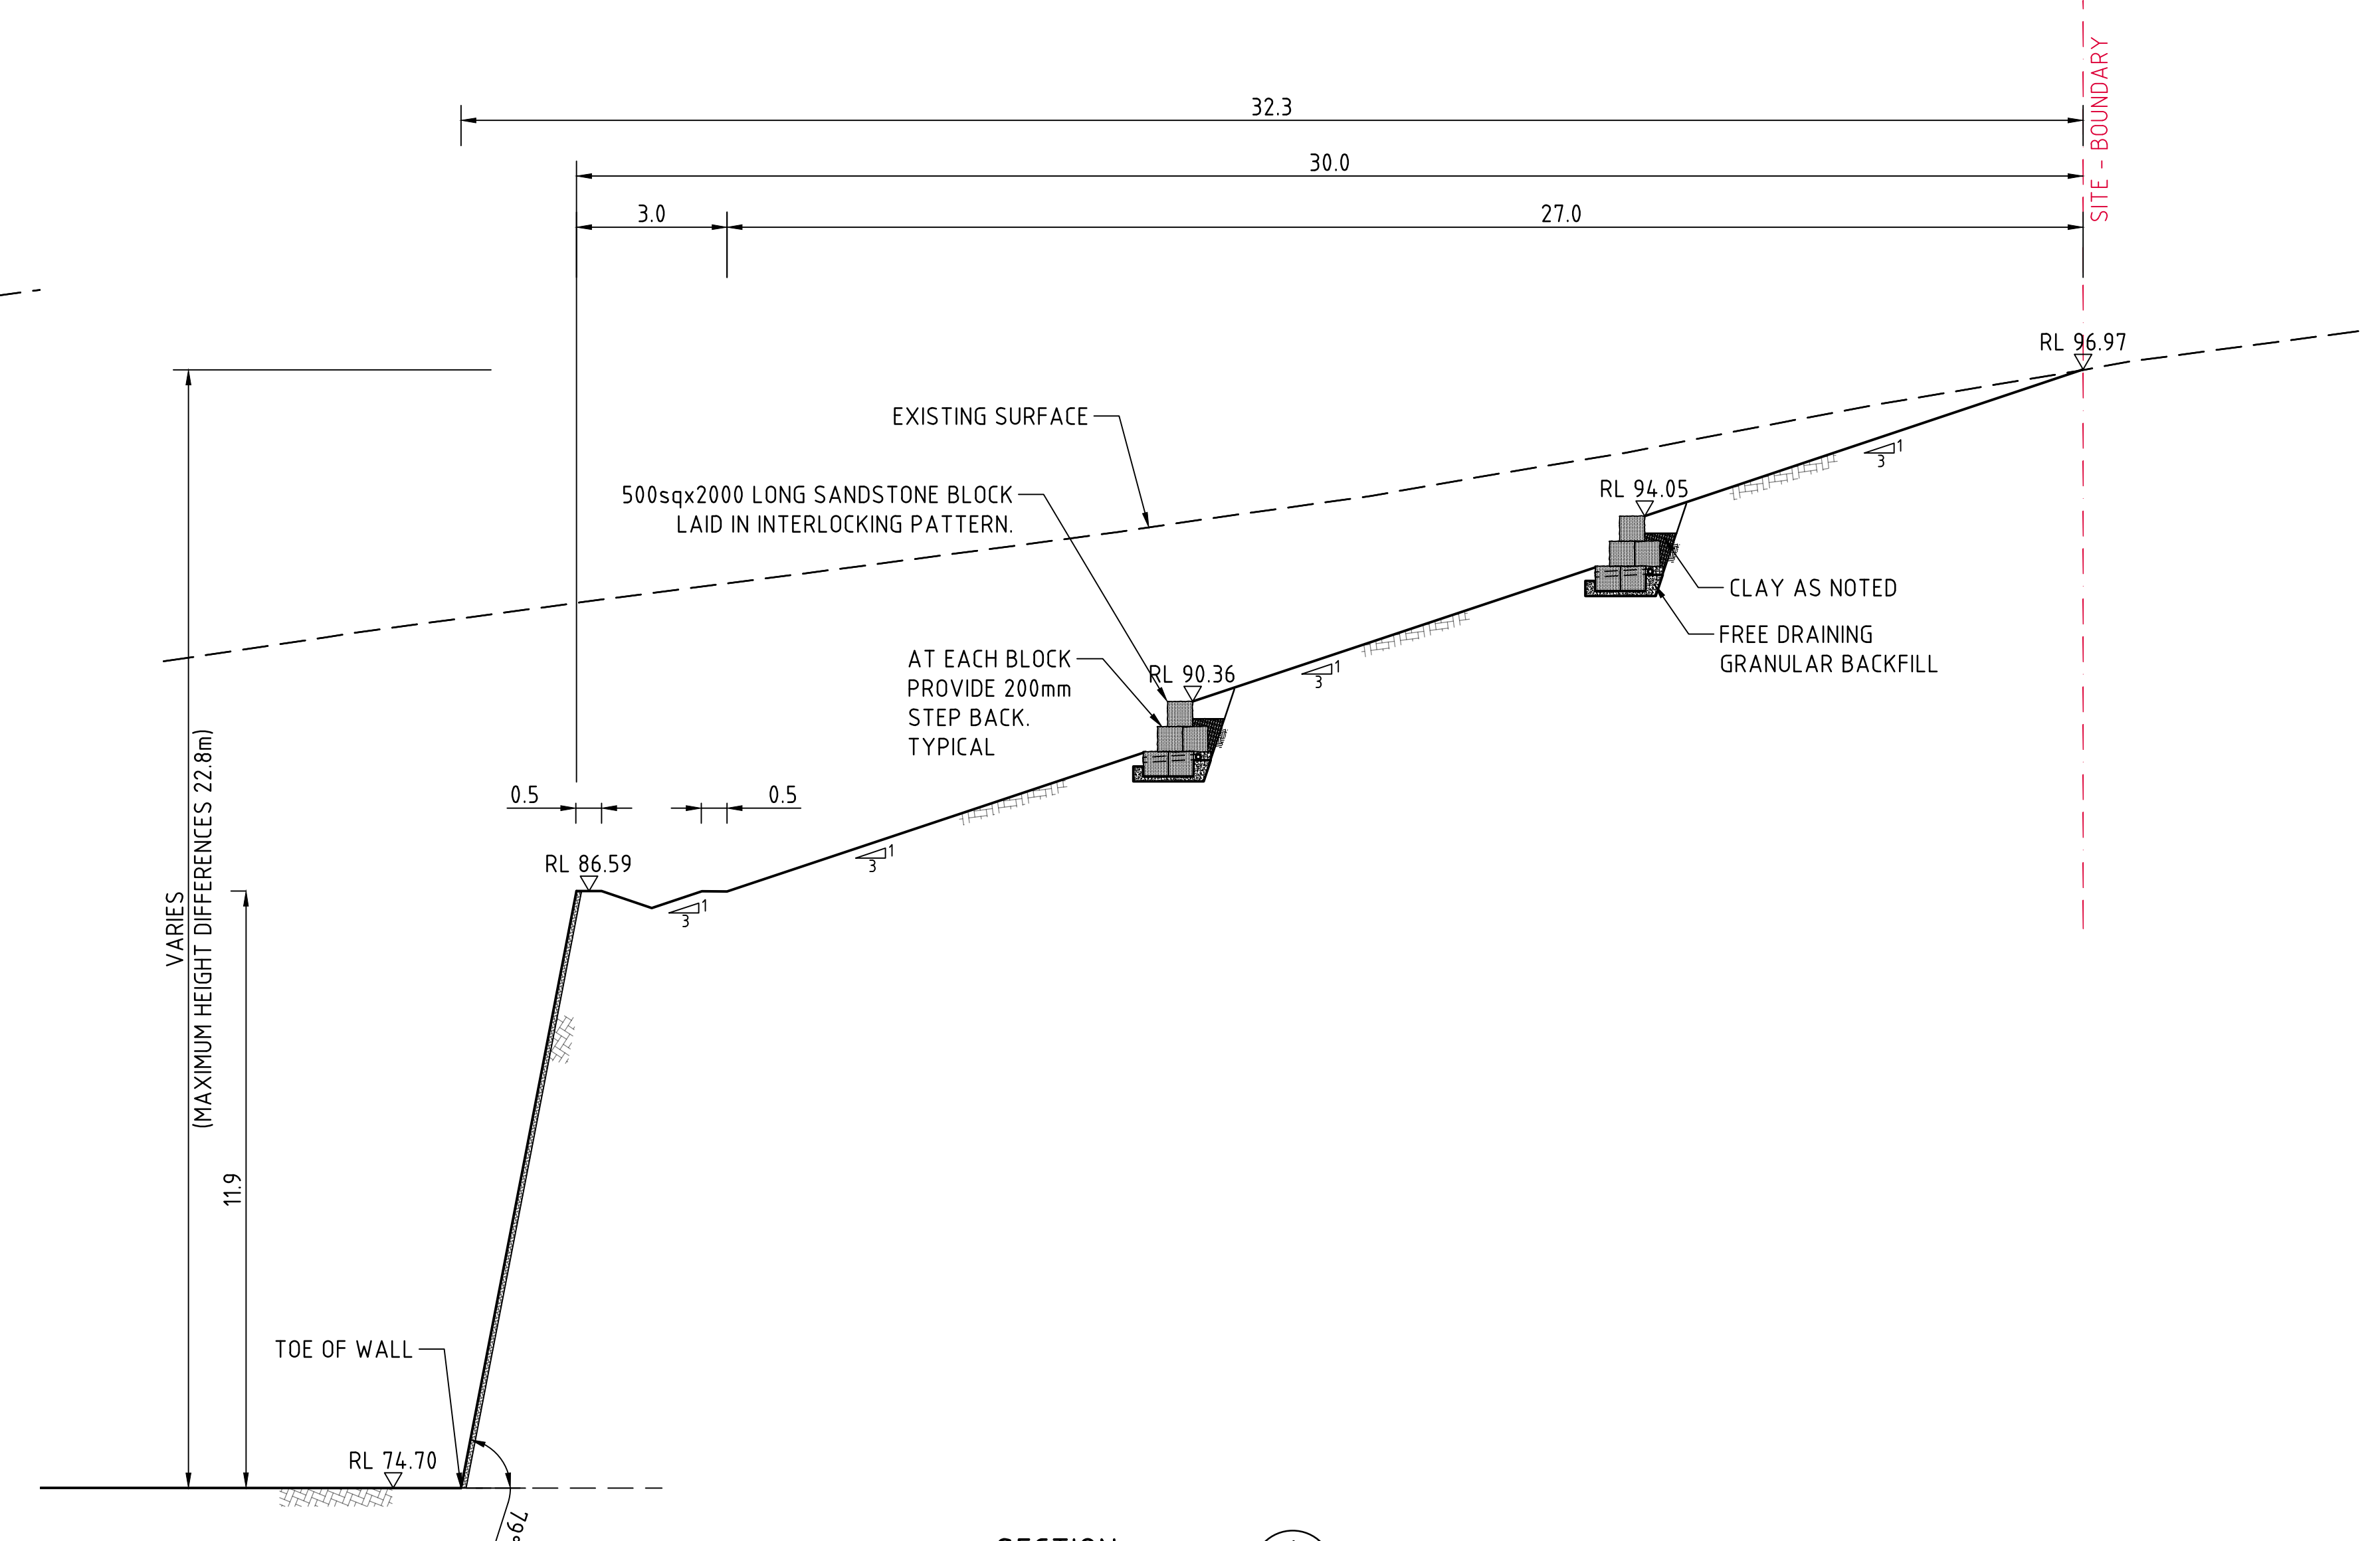 32.3
30.0
3.0
27.0
SITE - BOUNDARY
RL 96.97
EXISTING SURFACE
1
3
500sqx2000 LONG SANDSTONE BLOCK
LAID IN INTERLOCKING PATTERN.
RL 94.05
CLAY AS NOTED
FREE DRAINING
GRANULAR BACKFILL
AT EACH BLOCK
PROVIDE 200mm
STEP BACK.
TYPICAL
RL 90.36
1
3
VARIES
(MAXIMUM HEIGHT DIFFERENCES 22.8m)
0.5
0.5
RL 86.59
1
3
1
3
11.9
TOE OF WALL
RL 74.70
79°
SECTION